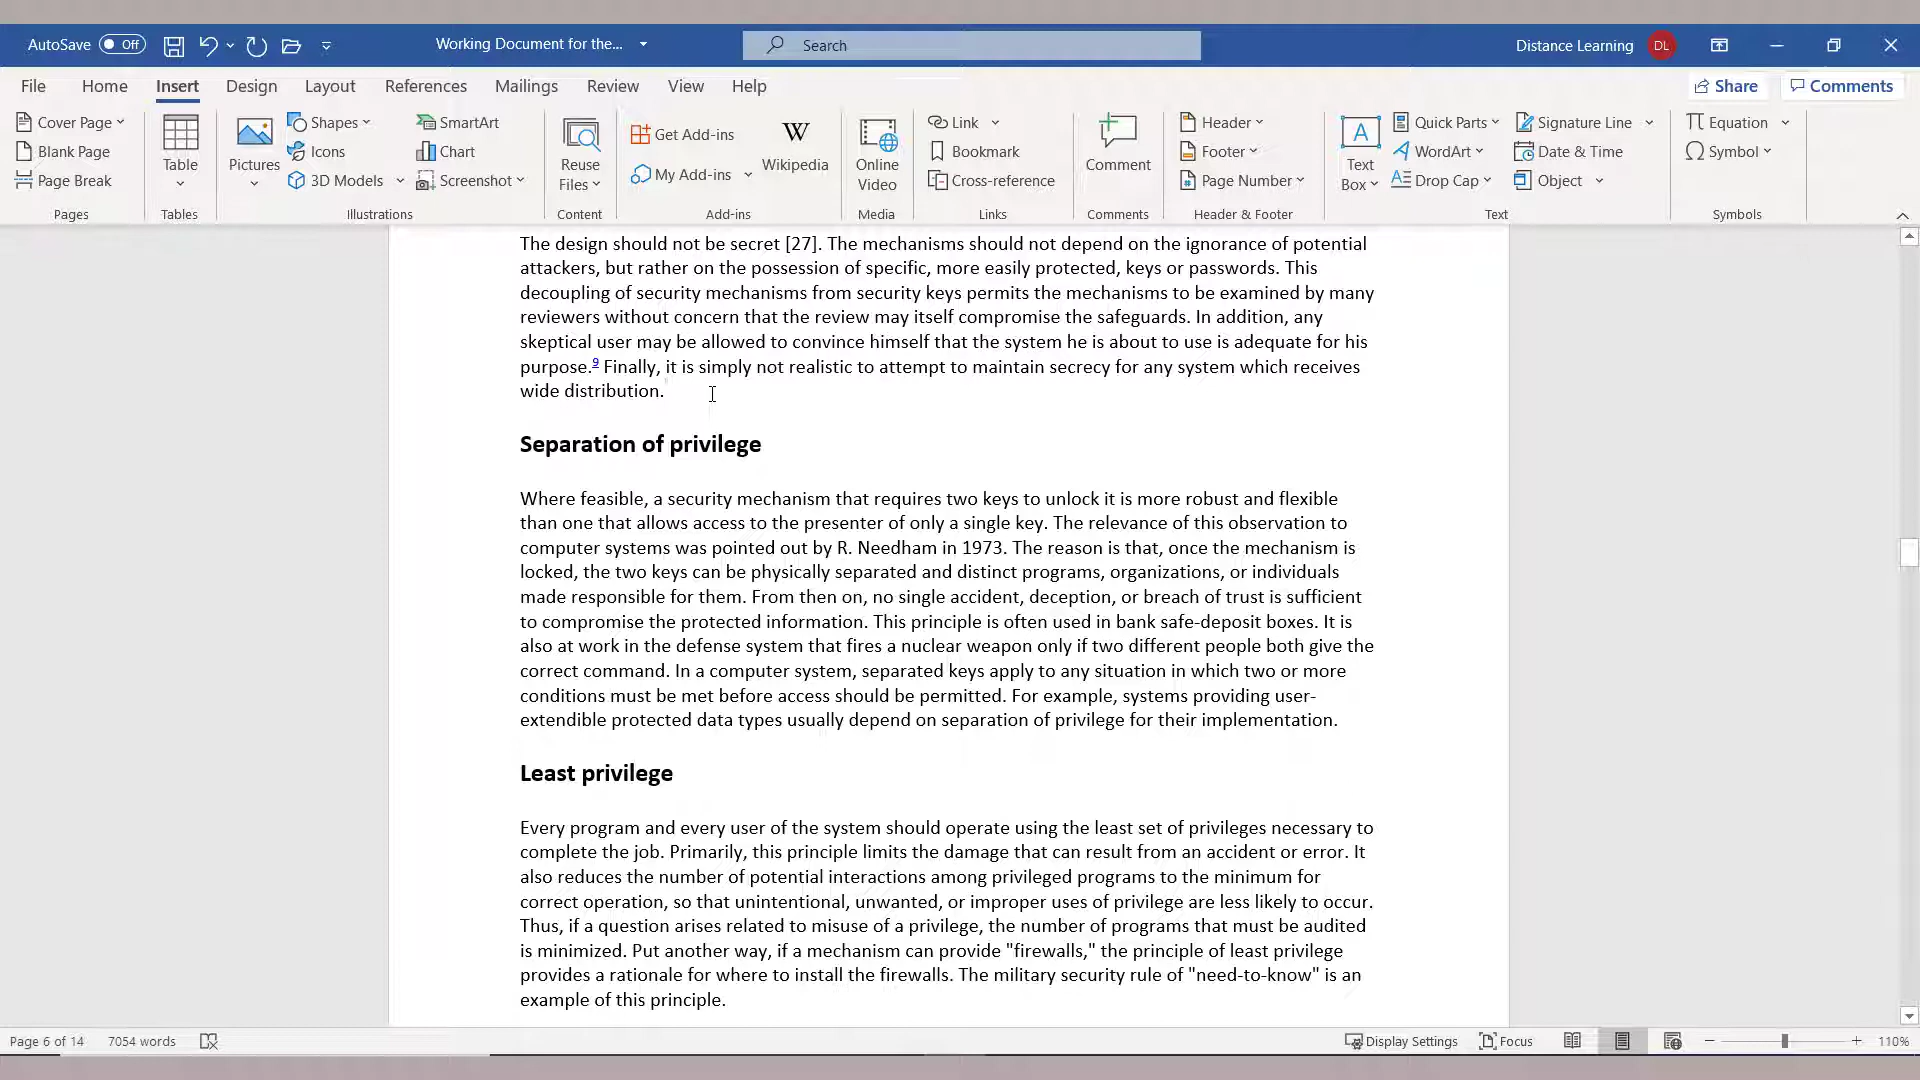 AutoSave Off Working Document for the... Search Distance Learning DL
File Home Insert Design Layout References Mailings Review View Help Share Comments
Cover Page
Blank Page
Page Break
Pages
Table
Tables
Pictures
Shapes
Icons
3D Models
SmartArt
Chart
Screenshot
Illustrations
Reuse
Files
Content
Get Add-ins
My Add-ins
Wikipedia
Add-ins
Online
Video
Media
Link
Bookmark
Cross-reference
Links
Comment
Comments
Header
Footer
Page Number
Header & Footer
Text
Box
Quick Parts
WordArt
Drop Cap
Signature Line
Date & Time
Object
Text
Equation
Symbol
Symbols
The design should not be secret [27]. The mechanisms should not depend on the ignorance of potential
attackers, but rather on the possession of specific, more easily protected, keys or passwords. This
decoupling of security mechanisms from security keys permits the mechanisms to be examined by many
reviewers without concern that the review may itself compromise the safeguards. In addition, any
skeptical user may be allowed to convince himself that the system he is about to use is adequate for his
purpose.9 Finally, it is simply not realistic to attempt to maintain secrecy for any system which receives
wide distribution.
Separation of privilege
Where feasible, a security mechanism that requires two keys to unlock it is more robust and flexible
than one that allows access to the presenter of only a single key. The relevance of this observation to
computer systems was pointed out by R. Needham in 1973. The reason is that, once the mechanism is
locked, the two keys can be physically separated and distinct programs, organizations, or individuals
made responsible for them. From then on, no single accident, deception, or breach of trust is sufficient
to compromise the protected information. This principle is often used in bank safe-deposit boxes. It is
also at work in the defense system that fires a nuclear weapon only if two different people both give the
correct command. In a computer system, separated keys apply to any situation in which two or more
conditions must be met before access should be permitted. For example, systems providing user-
extendible protected data types usually depend on separation of privilege for their implementation.
Least privilege
Every program and every user of the system should operate using the least set of privileges necessary to
complete the job. Primarily, this principle limits the damage that can result from an accident or error. It
also reduces the number of potential interactions among privileged programs to the minimum for
correct operation, so that unintentional, unwanted, or improper uses of privilege are less likely to occur.
Thus, if a question arises related to misuse of a privilege, the number of programs that must be audited
is minimized. Put another way, if a mechanism can provide "firewalls," the principle of least privilege
provides a rationale for where to install the firewalls. The military security rule of "need-to-know" is an
example of this principle.
Page 6 of 14 7054 words Display Settings Focus 110%